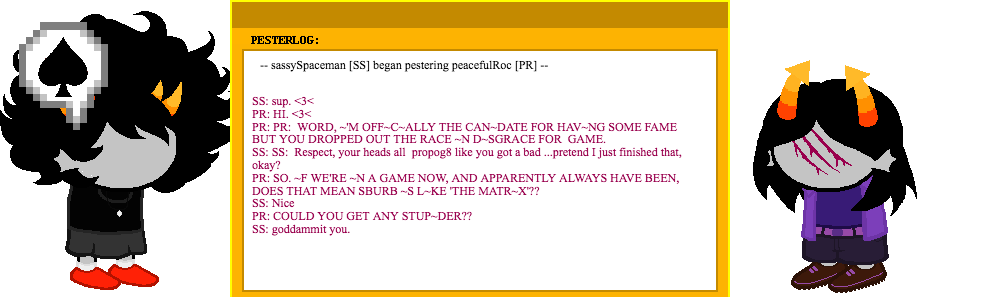 PESTERLOG:
-- sassySpaceman [SS] began pestering peacefulRoc [PR] --
SS: sup. <3<
PR: HI. <3<
PR: PR:  WORD, ~'M OFF~C~ALLY THE CAN~DATE FOR HAV~NG SOME FAME
BUT YOU DROPPED OUT THE RACE ~N D~SGRACE FOR  GAME.
SS: SS:  Respect, your heads all  propog8 like you got a bad ...pretend I just finished that,
okay?
PR: SO. ~F WE'RE ~N A GAME NOW, AND APPARENTLY ALWAYS HAVE BEEN,
DOES THAT MEAN SBURB ~S L~KE 'THE MATR~X'??
SS: Nice
PR: COULD YOU GET ANY STUP~DER??
SS: goddammit you.